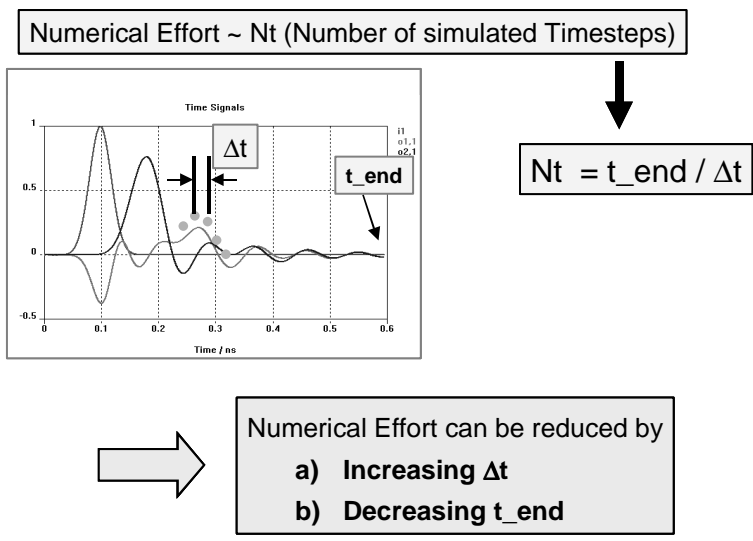 Numerical Effort ~ Nt (Number of simulated Timesteps)
Time Signals
1
0.5
0
-0.5
0 0.1 0.2 0.3 0.4 0.5 0.6
Time / ns
i1
o1,1
o2,1
Δt
t_end
Nt = t_end / Δt
Numerical Effort can be reduced by
a) Increasing Δt
b) Decreasing t_end